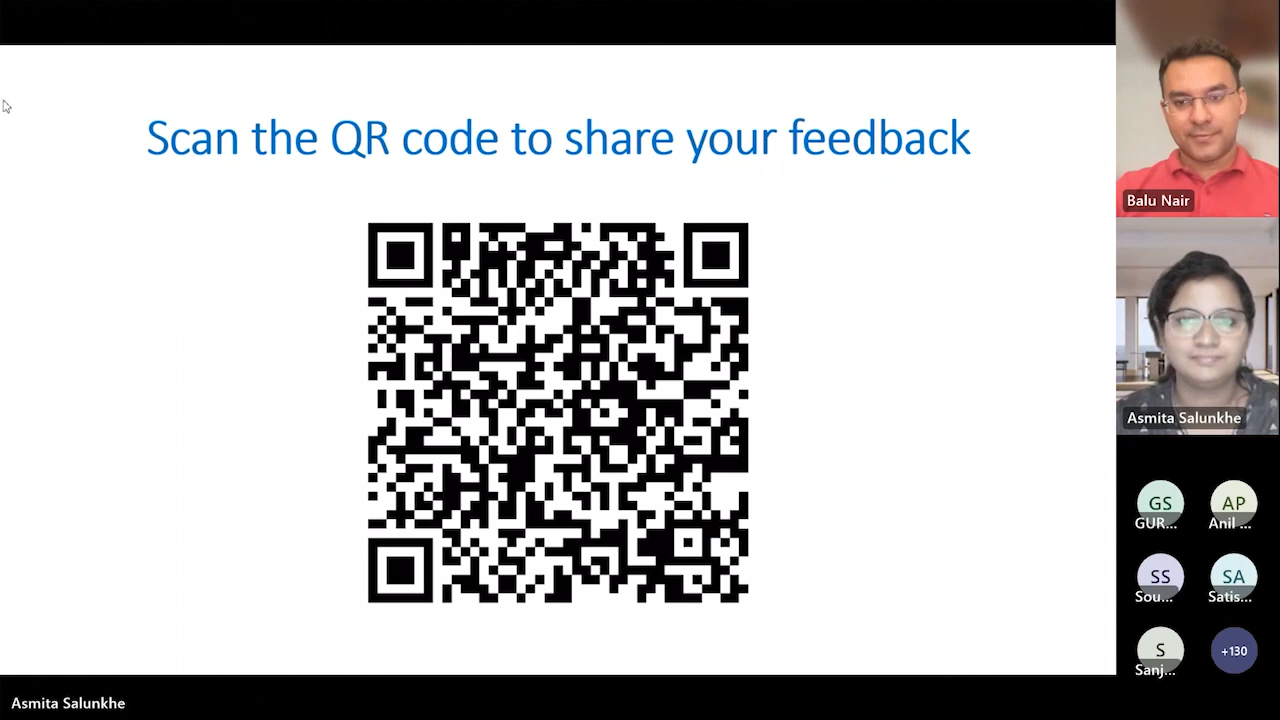 Scan the QR code to share your feedback
Balu Nair
Asmita Salunkhe
GS
GUR...
AP
Anil ...
SS
Sou...
SA
Satis...
S
Sanj...
+130
Asmita Salunkhe